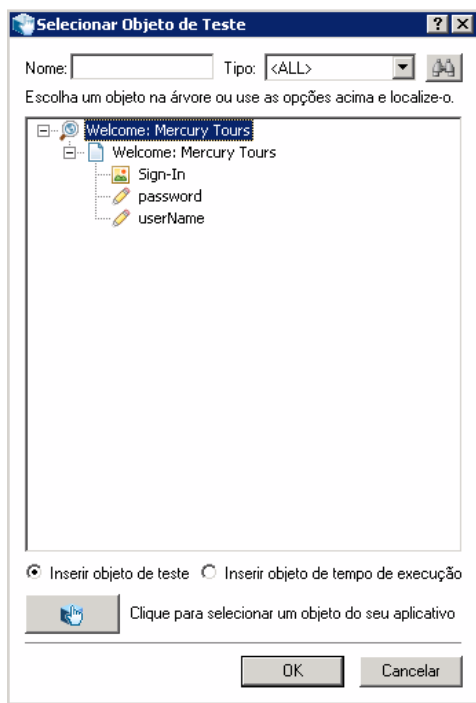 Selecionar Objeto de Teste
Nome: Tipo: <ALL>
Escolha um objeto na árvore ou use as opções acima e localize-o.
Welcome: Mercury Tours
Welcome: Mercury Tours
Sign-In
password
userName
Inserir objeto de teste Inserir objeto de tempo de execução
Clique para selecionar um objeto do seu aplicativo
OK Cancelar